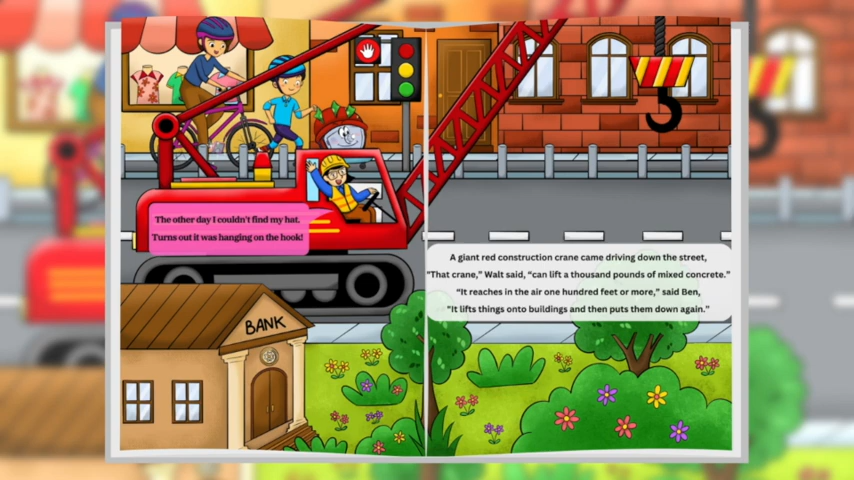 The other day I couldn't find my hat.
Turns out it was hanging on the hook!
A giant red construction crane came driving down the street,
"That crane," Walt said, "can lift a thousand pounds of mixed concrete."
"It reaches in the air one hundred feet or more," said Ben,
"It lifts things onto buildings and then puts them down again."
BANK